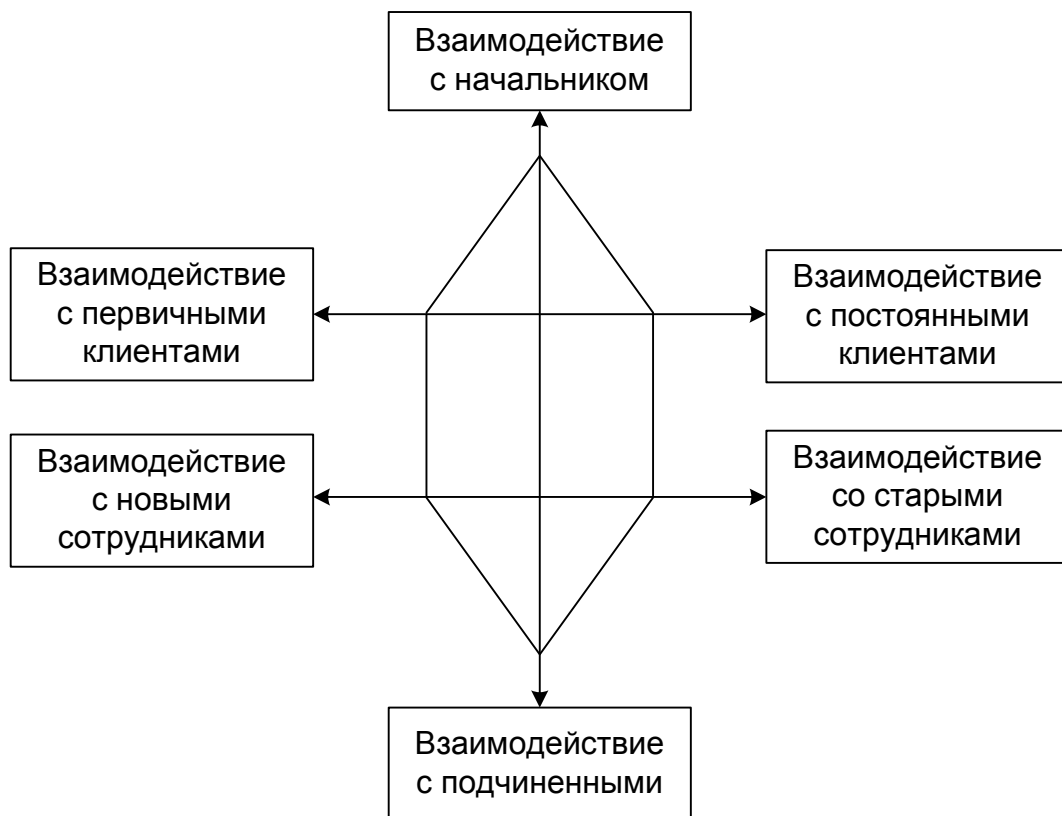 Взаимодействие
с начальником
Взаимодействие
с первичными
клиентами
Взаимодействие
с постоянными
клиентами
Взаимодействие
с новыми
сотрудниками
Взаимодействие
со старыми
сотрудниками
Взаимодействие
с подчиненными